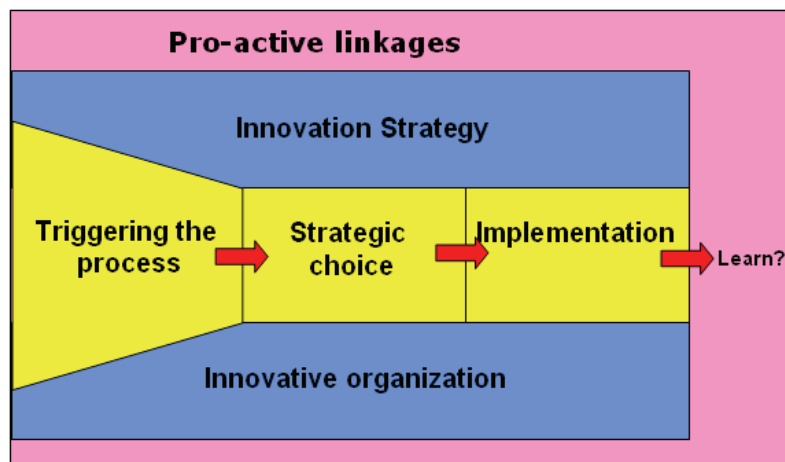 Pro-active linkages
Innovation Strategy
Triggering the
process
Strategic
choice
Implementation
Learn?
Innovative organization